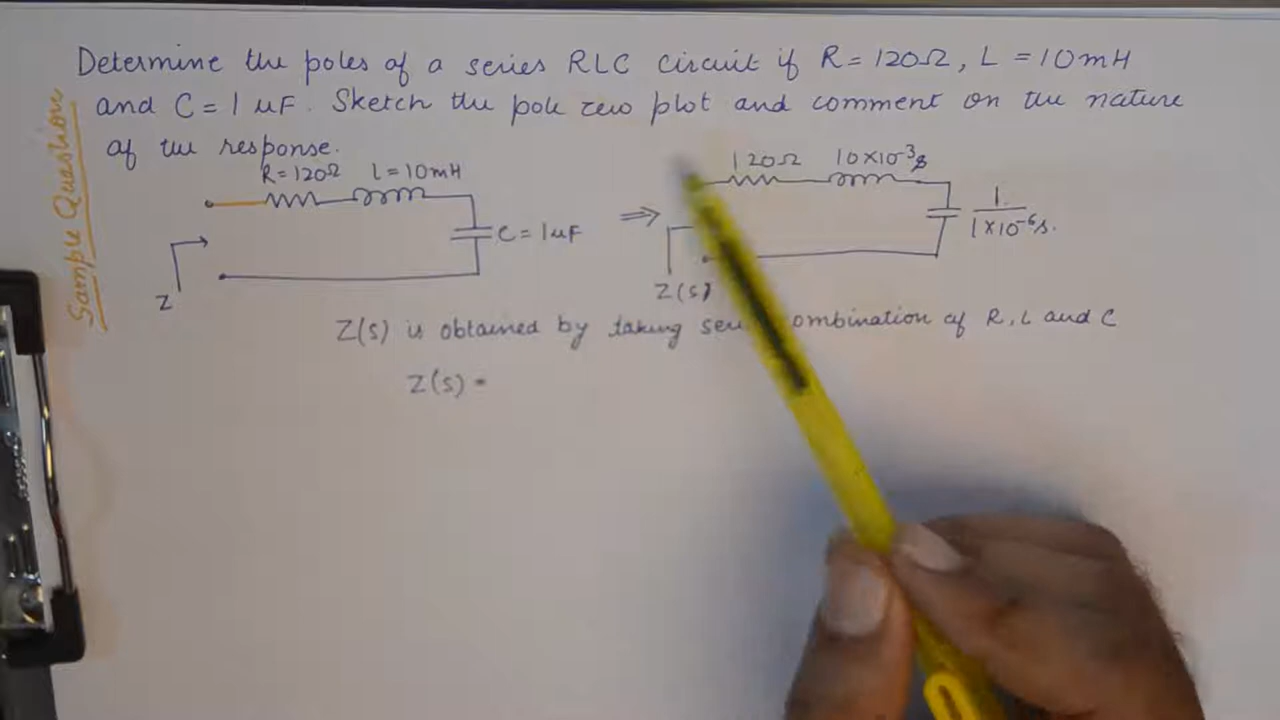 Determine the poles of a series RLC circuit if R = 120Ω, L = 10mH
and C = 1 uF. Sketch the pole zero plot and comment on the nature
of the response.
Sample Question
R = 120Ω L = 10mH
C = 1uF
Z
⇒
120Ω 10×10⁻³s
1
1×10⁻⁶s.
Z(s)
Z(s) is obtained by taking combination of R, L and C
Z(s) =